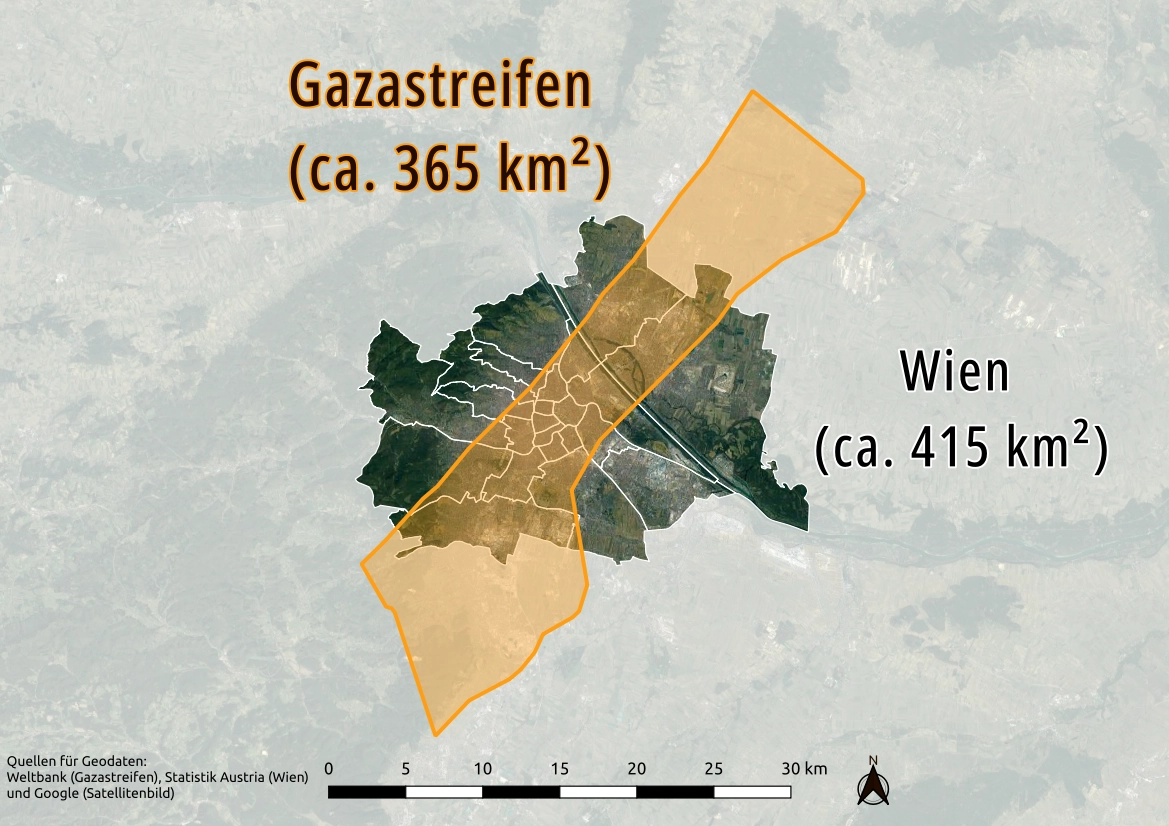 Gazastreifen
(ca. 365 km²)
Wien
(ca. 415 km²)
Quellen für Geodaten:
Weltbank (Gazastreifen), Statistik Austria (Wien)
und Google (Satellitenbild)
0 5 10 15 20 25 30 km
N